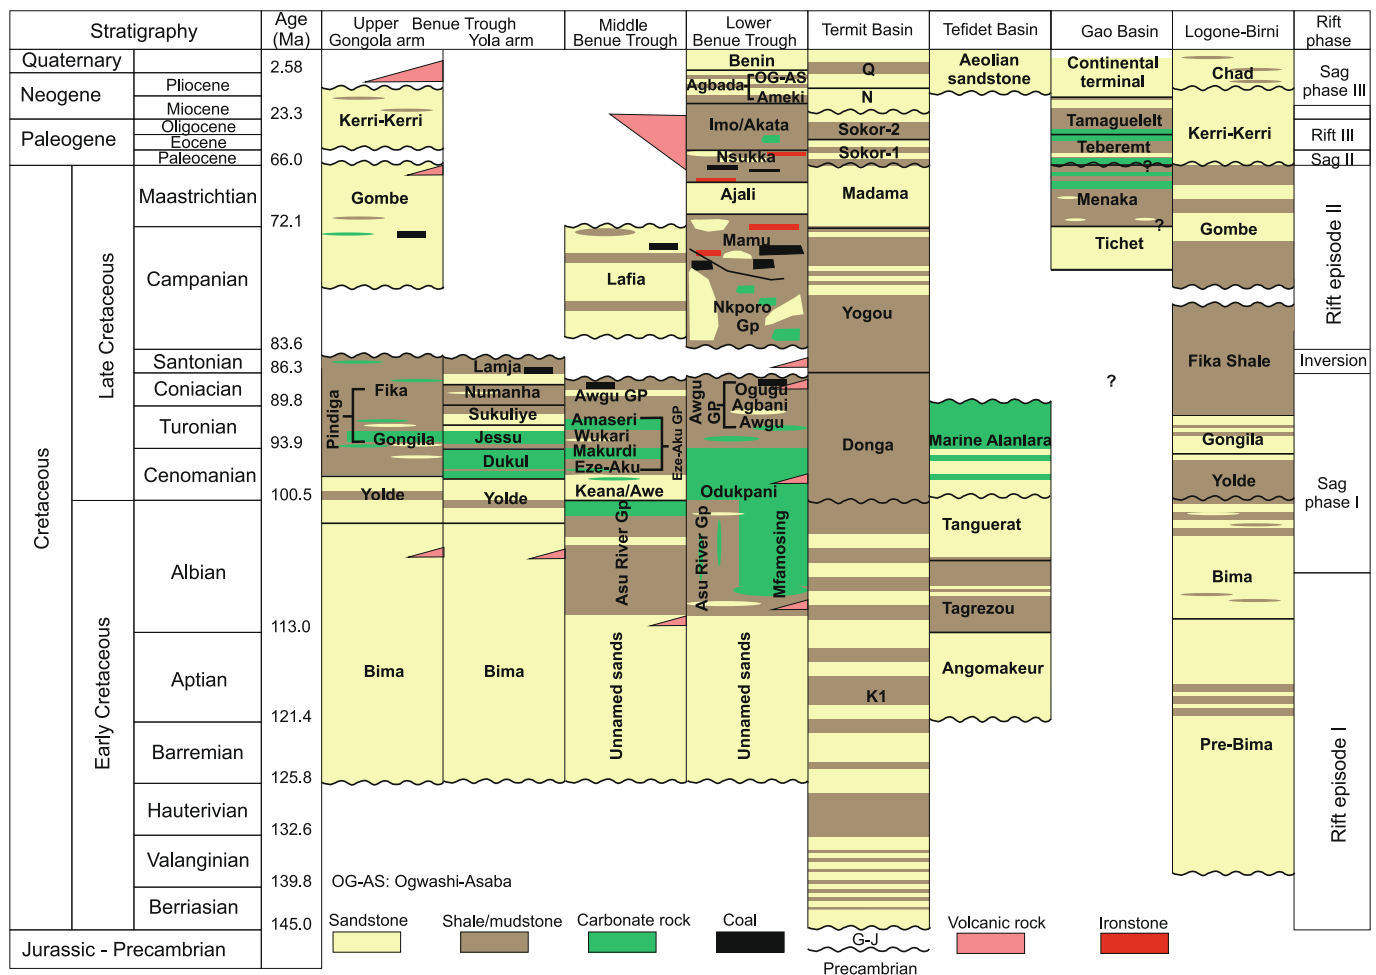 Stratigraphy
Age
(Ma)
Upper Benue Trough
Gongola arm
Yola arm
Middle
Benue Trough
Lower
Benue Trough
Termit Basin
Tefidet Basin
Gao Basin
Logone-Birni
Rift
phase
Quaternary
Neogene
Paleogene
Pliocene
Miocene
Oligocene
Eocene
Paleocene
Cretaceous
Late Cretaceous
Early Cretaceous
Maastrichtian
Campanian
Santonian
Coniacian
Turonian
Cenomanian
Albian
Aptian
Barremian
Hauterivian
Valanginian
Berriasian
Jurassic - Precambrian
2.58
23.3
66.0
72.1
83.6
86.3
89.8
93.9
100.5
113.0
121.4
125.8
132.6
139.8
145.0
Kerri-Kerri
Gombe
Pindiga
Fika
Gongila
Yolde
Bima
Lamja
Numanha
Sukuliye
Jessu
Dukul
Yolde
Bima
Lafia
Awgu GP
Amaseri
Wukari
Makurdi
Eze-Aku
Eze-Aku GP
Keana/Awe
Asu River Gp
Unnamed sands
Benin
Agbada
OG-AS
Ameki
Imo/Akata
Nsukka
Ajali
Mamu
Nkporo
Gp
Awgu
GP
Ogugu
Agbani
Awgu
Odukpani
Asu River Gp
Mfamosing
Unnamed sands
Q
N
Sokor-2
Sokor-1
Madama
Yogou
Donga
K1
G-J
Precambrian
Aeolian
sandstone
Marine Alanlara
Tanguerat
Tagrezou
Angomakeur
Continental
terminal
Tamaguelelt
Teberemt
?
Menaka
?
Tichet
?
Chad
Kerri-Kerri
Gombe
Fika Shale
Gongila
Yolde
Bima
Pre-Bima
Sag
phase III
Rift III
Sag II
Rift episode II
Inversion
Sag
phase I
Rift episode I
OG-AS: Ogwashi-Asaba
Sandstone
Shale/mudstone
Carbonate rock
Coal
Volcanic rock
Ironstone